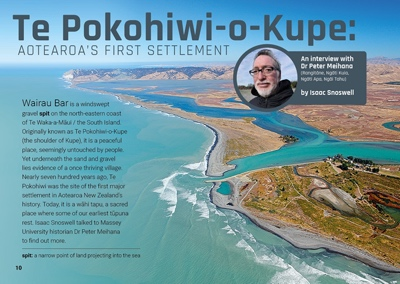 Te Pokohiwi-o-Kupe:
AOTEAROA'S FIRST SETTLEMENT
An interview with
Dr Peter Meihana
(Rangitāne, Ngāti Kuia,
Ngāti Apa, Ngāi Tahu)
by Isaac Snoswell
Wairau Bar is a windswept
gravel spit on the north-eastern coast
of Te Waka-a-Māui / the South Island.
Originally known as Te Pokohiwi-o-Kupe
(the shoulder of Kupe), it is a peaceful
place, seemingly untouched by people.
Yet underneath the sand and gravel
lies evidence of a once thriving village.
Nearly seven hundred years ago, Te
Pokohiwi was the site of the first major
settlement in Aotearoa New Zealand's
history. Today, it is a wāhi tapu, a sacred
place where some of our earliest tūpuna
rest. Isaac Snoswell talked to Massey
University historian Dr Peter Meihana
to find out more.
spit: a narrow point of land projecting into the sea
10